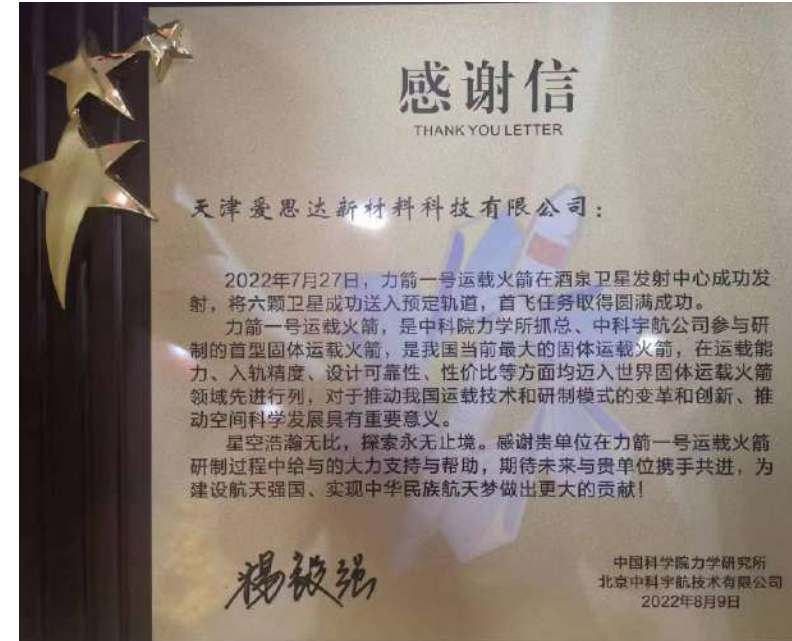 感谢信
THANK YOU LETTER
天津爱思达新材料科技有限公司：
2022年7月27日，力箭一号运载火箭在酒泉卫星发射中心成功发
射，将六颗卫星成功送入预定轨道，首飞任务取得圆满成功。
力箭一号运载火箭，是中科院力学所抓总、中科宇航公司参与研
制的首型固体运载火箭，是我国当前最大的固体运载火箭，在运载能
力、入轨精度、设计可靠性、性价比等方面均迈入世界固体运载火箭
领域先进行列，对于推动我国运载技术和研制模式的变革和创新、推
动空间科学发展具有重要意义。
星空浩瀚无比，探索永无止境。感谢贵单位在力箭一号运载火箭
研制过程中给与的大力支持与帮助，期待未来与贵单位携手共进，为
建设航天强国、实现中华民族航天梦做出更大的贡献！
杨毅强
中国科学院力学研究所
北京中科宇航技术有限公司
2022年8月9日